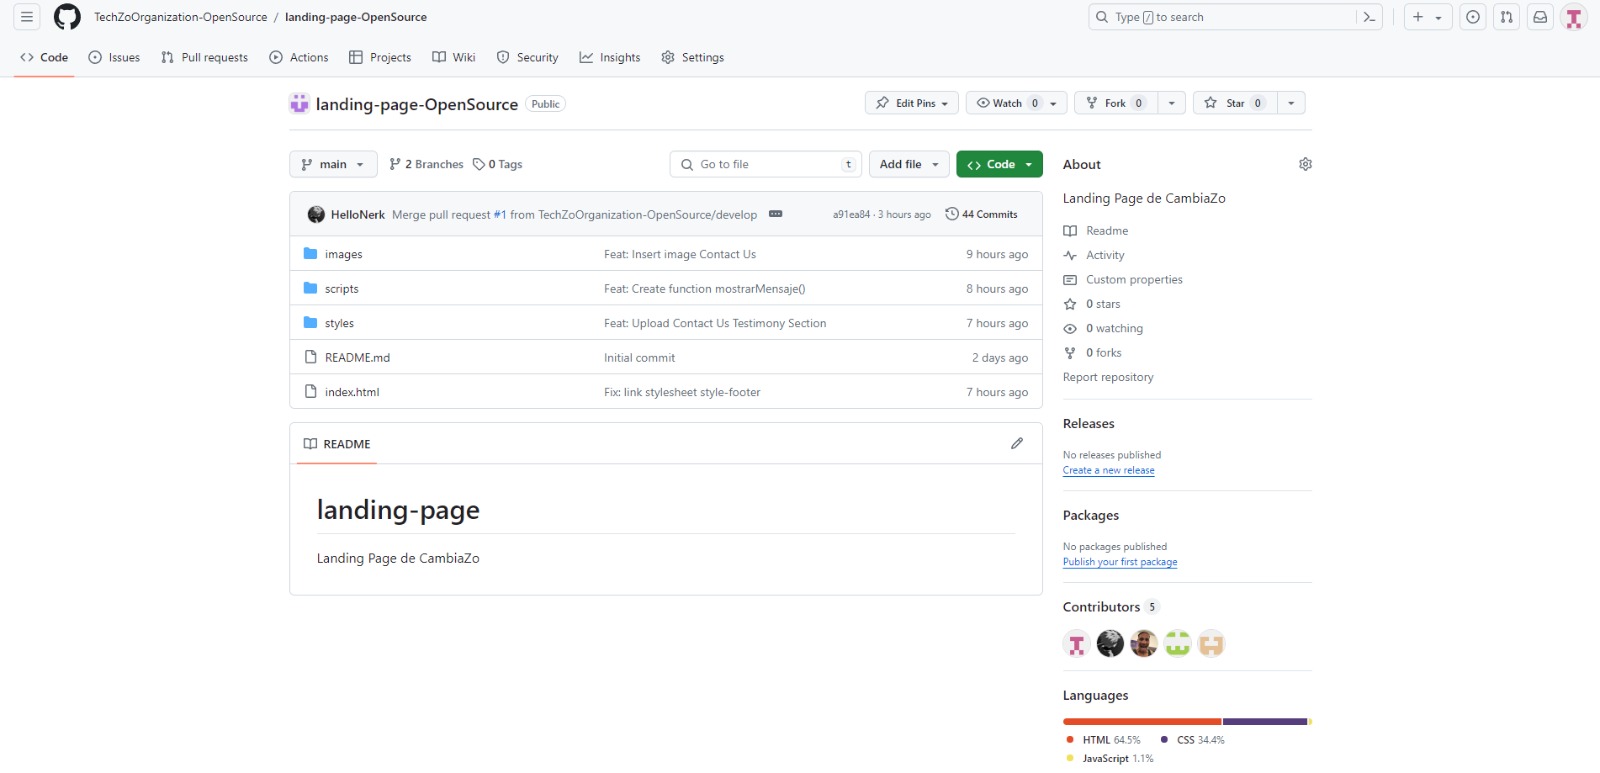 TechZoOrganization-OpenSource / landing-page-OpenSource
Type / to search
Code Issues Pull requests Actions Projects Wiki Security Insights Settings
landing-page-OpenSource Public
Edit Pins Watch 0 Fork 0 Star 0
main 2 Branches 0 Tags
Go to file t
Add file Code
HelloNerk Merge pull request #1 from TechZoOrganization-OpenSource/develop a91ea84 · 3 hours ago 44 Commits
images Feat: Insert image Contact Us 9 hours ago
scripts Feat: Create function mostrarMensaje() 8 hours ago
styles Feat: Upload Contact Us Testimony Section 7 hours ago
README.md Initial commit 2 days ago
index.html Fix: link stylesheet style-footer 7 hours ago
README
landing-page
Landing Page de CambiaZo
About
Landing Page de CambiaZo
Readme
Activity
Custom properties
0 stars
0 watching
0 forks
Report repository
Releases
No releases published
Create a new release
Packages
No packages published
Publish your first package
Contributors 5
Languages
HTML 64.5% CSS 34.4%
JavaScript 1.1%